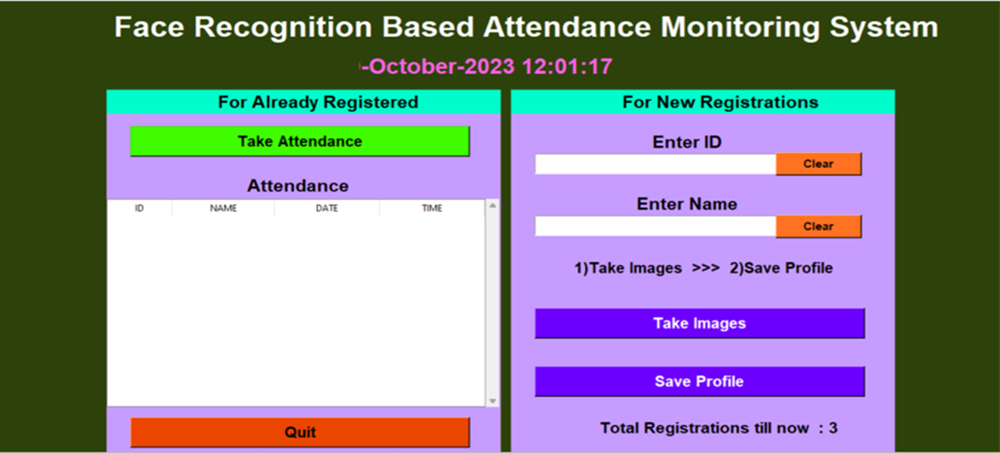 Face Recognition Based Attendance Monitoring System
-October-2023 12:01:17
For Already Registered
Take Attendance
Attendance
ID NAME DATE TIME
Quit
For New Registrations
Enter ID
Clear
Enter Name
Clear
1)Take Images >>> 2)Save Profile
Take Images
Save Profile
Total Registrations till now : 3